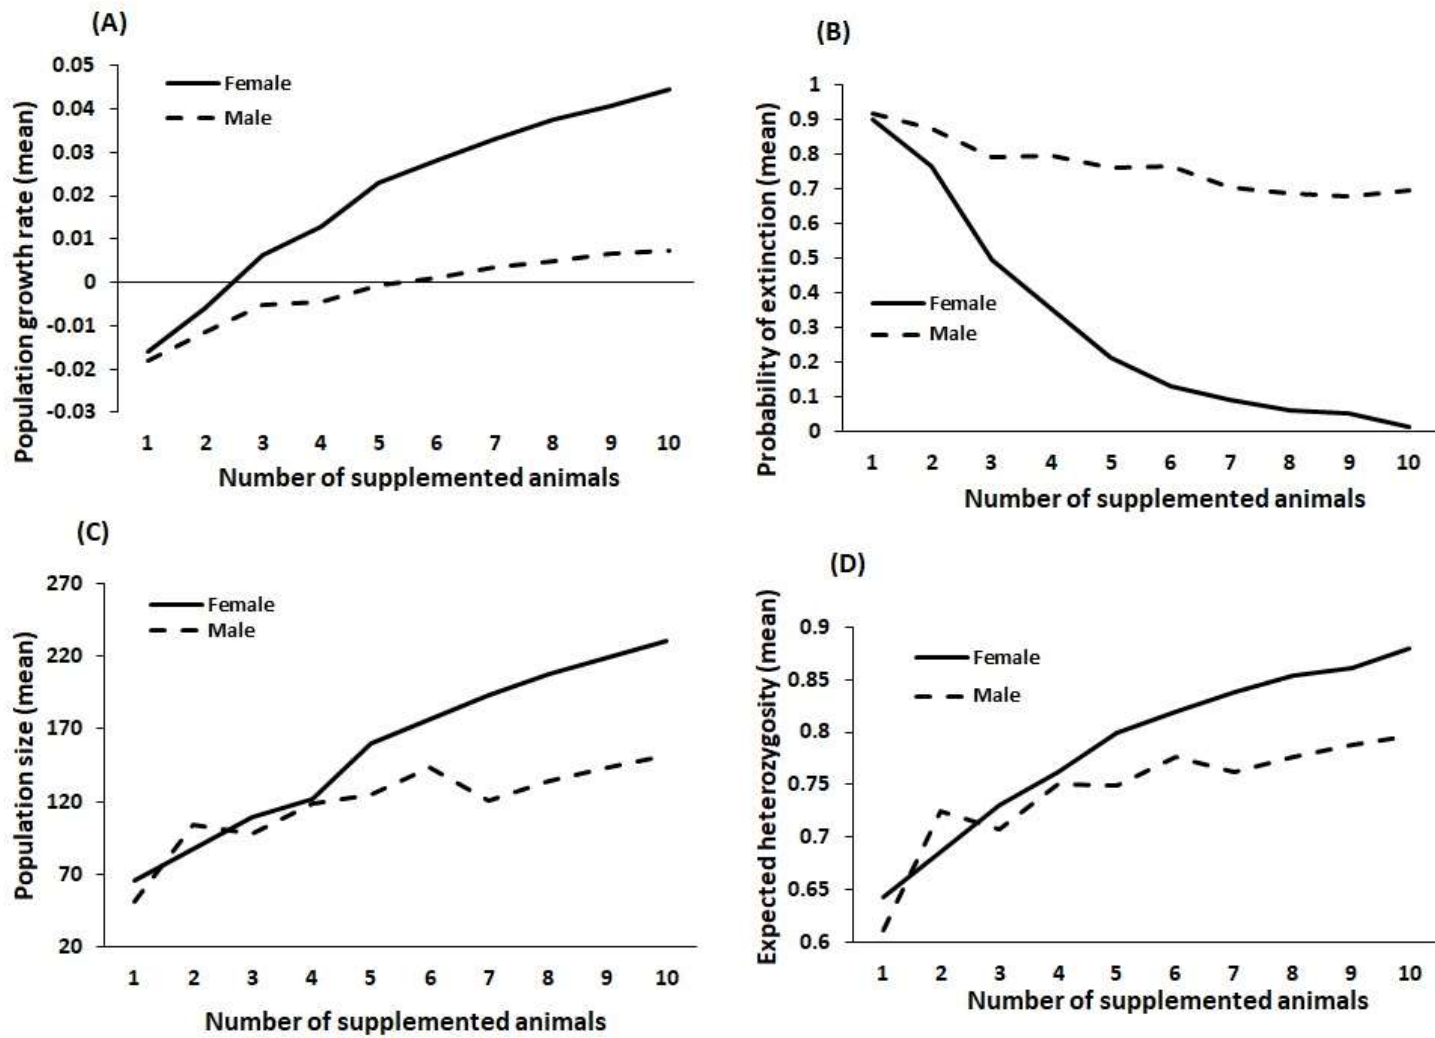 (A)
Population growth rate (mean)
0.05
0.04
0.03
0.02
0.01
0
-0.01
-0.02
-0.03
Female
Male
1 2 3 4 5 6 7 8 9 10
Number of supplemented animals
(B)
Probability of extinction (mean)
1
0.9
0.8
0.7
0.6
0.5
0.4
0.3
0.2
0.1
0
Female
Male
1 2 3 4 5 6 7 8 9 10
Number of supplemented animals
(C)
Population size (mean)
270
220
170
120
70
20
Female
Male
1 2 3 4 5 6 7 8 9 10
Number of supplemented animals
(D)
Expected heterozygosity (mean)
0.9
0.85
0.8
0.75
0.7
0.65
0.6
Female
Male
1 2 3 4 5 6 7 8 9 10
Number of supplemented animals